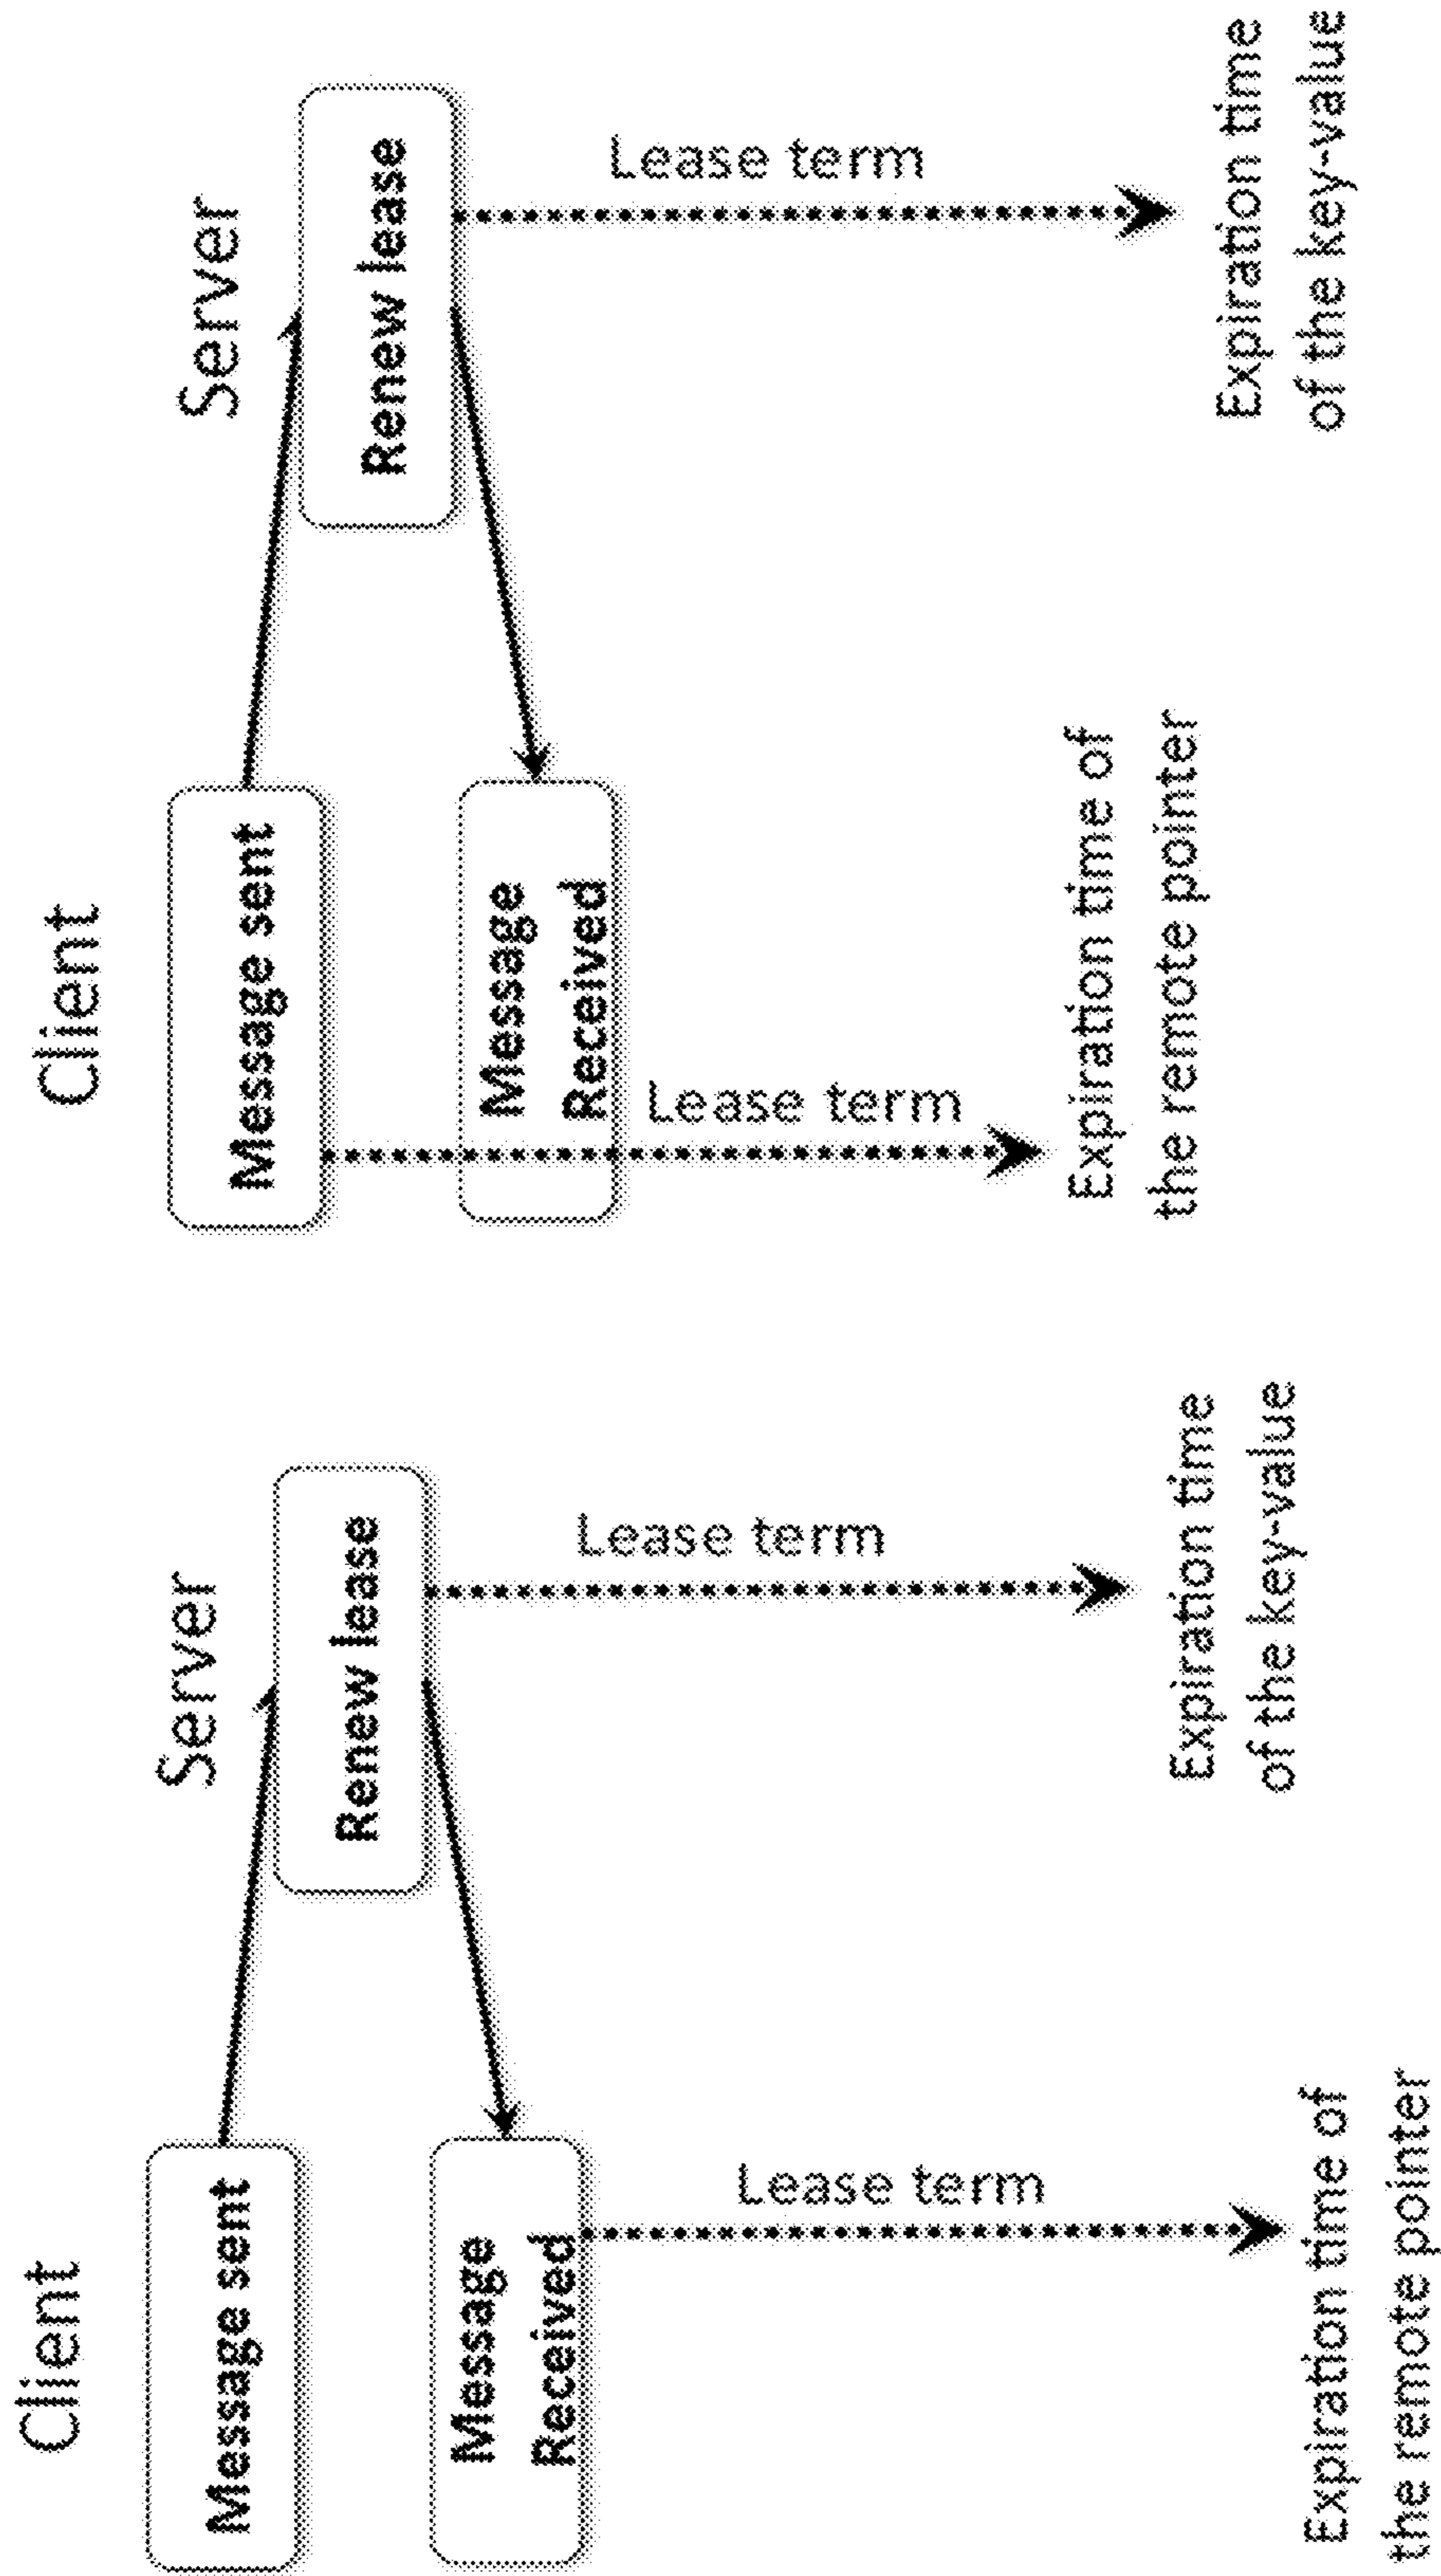 Client
Server
Message sent
Renew lease
Message
Received
Lease term
Lease term
Expiration time
of the key-value
Expiration time of
the remote pointer
Client
Server
Message sent
Renew lease
Message
Received
Lease term
Lease term
Expiration time of
the remote pointer
Expiration time
of the key-value